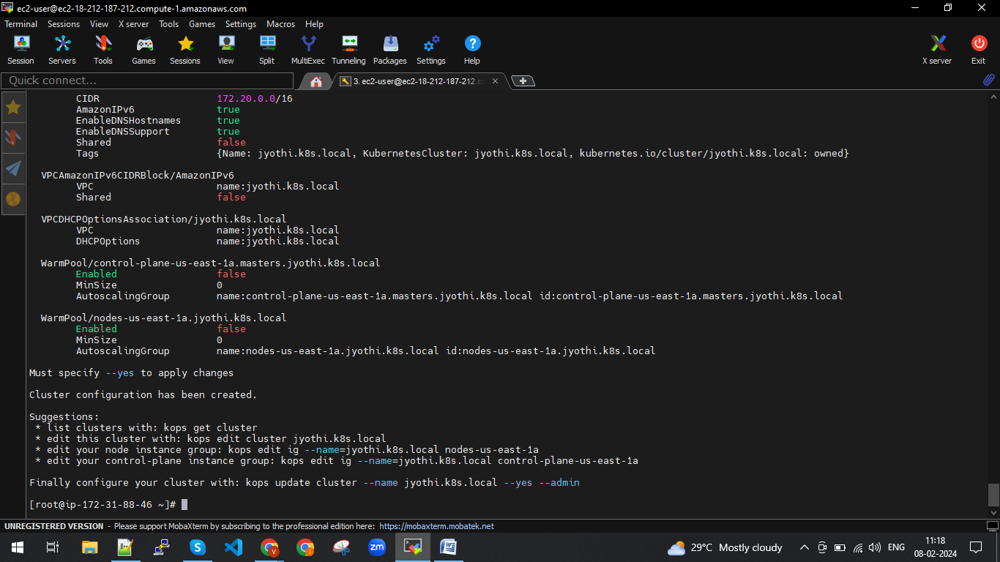 ec2-user@ec2-18-212-187-212.compute-1.amazonaws.com
Terminal Sessions View X server Tools Games Settings Macros Help
Session Servers Tools Games Sessions View Split MultiExec Tunneling Packages Settings Help X server Exit
Quick connect... 3. ec2-user@ec2-18-212-187-212.c
CIDR 172.20.0.0/16
AmazonIPv6 true
EnableDNSHostnames true
EnableDNSSupport true
Shared false
Tags {Name: jyothi.k8s.local, KubernetesCluster: jyothi.k8s.local, kubernetes.io/cluster/jyothi.k8s.local: owned}
VPCAmazonIPv6CIDRBlock/AmazonIPv6
VPC name:jyothi.k8s.local
Shared false
VPCDHCPOptionsAssociation/jyothi.k8s.local
VPC name:jyothi.k8s.local
DHCPOptions name:jyothi.k8s.local
WarmPool/control-plane-us-east-1a.masters.jyothi.k8s.local
Enabled false
MinSize 0
AutoscalingGroup name:control-plane-us-east-1a.masters.jyothi.k8s.local id:control-plane-us-east-1a.masters.jyothi.k8s.local
WarmPool/nodes-us-east-1a.jyothi.k8s.local
Enabled false
MinSize 0
AutoscalingGroup name:nodes-us-east-1a.jyothi.k8s.local id:nodes-us-east-1a.jyothi.k8s.local
Must specify --yes to apply changes
Cluster configuration has been created.
Suggestions:
* list clusters with: kops get cluster
* edit this cluster with: kops edit cluster jyothi.k8s.local
* edit your node instance group: kops edit ig --name=jyothi.k8s.local nodes-us-east-1a
* edit your control-plane instance group: kops edit ig --name=jyothi.k8s.local control-plane-us-east-1a
Finally configure your cluster with: kops update cluster --name jyothi.k8s.local --yes --admin
[root@ip-172-31-88-46 ~]#
UNREGISTERED VERSION - Please support MobaXterm by subscribing to the professional edition here: https://mobaxterm.mobatek.net
29°C Mostly cloudy ENG 11:18
08-02-2024